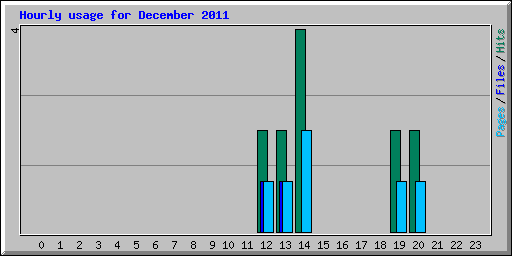 Hourly usage for December 2011
4
Pages/Files/Hits
0 1 2 3 4 5 6 7 8 9 10 11 12 13 14 15 16 17 18 19 20 21 22 23